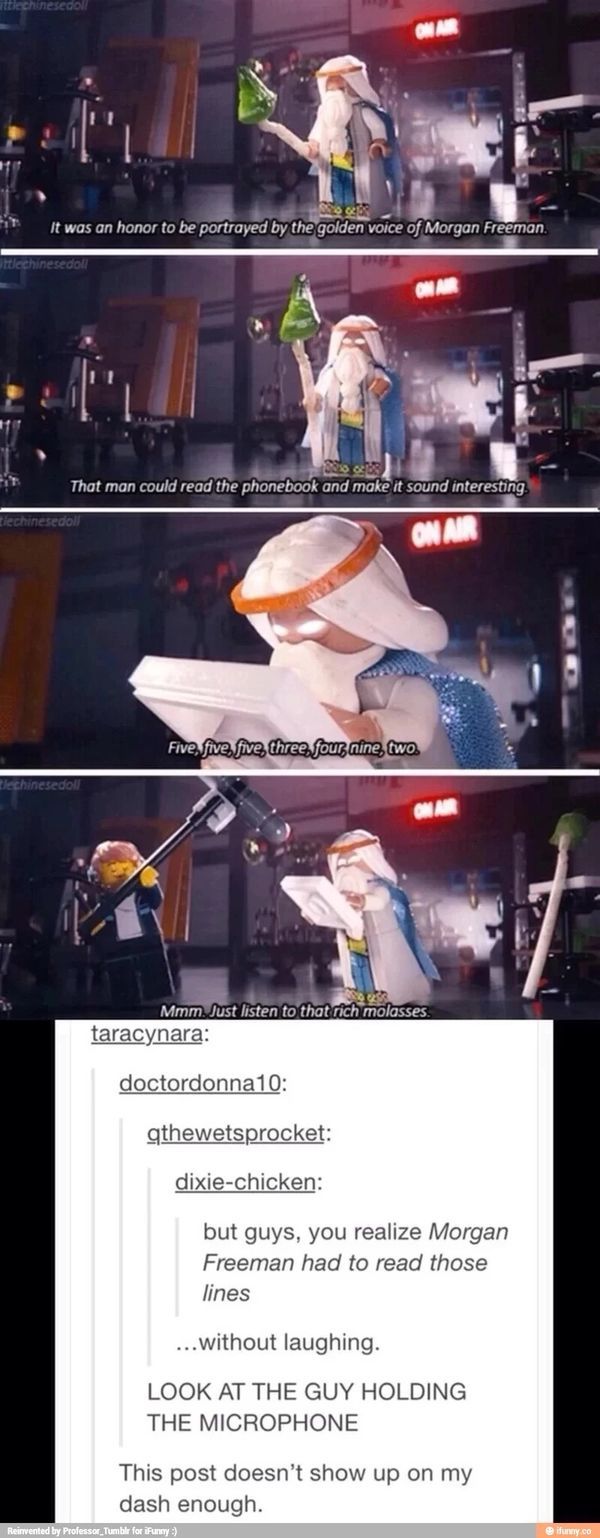 ittlechinesedoll
ON AIR
It was an honor to be portrayed by the golden voice of Morgan Freeman.
ittlechinesedoll
ON AIR
That man could read the phonebook and make it sound interesting.
tlechinesedoll
ON AIR
Five, five, five, three, four, nine, two.
tlechinesedoll
ON AIR
Mmm. Just listen to that rich molasses.
taracynara:
doctordonna10:
qthewetsprocket:
dixie-chicken:
but guys, you realize Morgan
Freeman had to read those
lines
...without laughing.
LOOK AT THE GUY HOLDING
THE MICROPHONE
This post doesn't show up on my
dash enough.
Reinvented by Professor_Tumblr for iFunny :)
ifunny.co